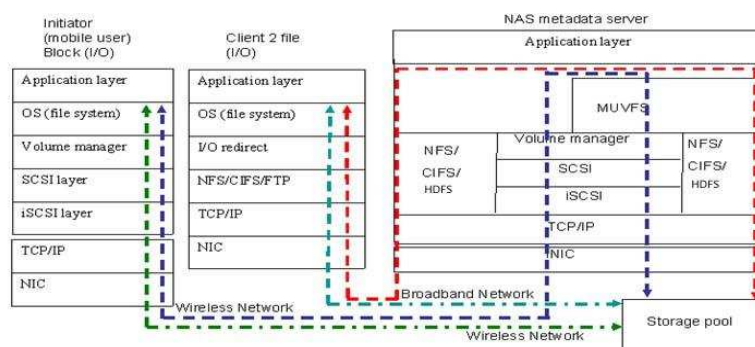 Initiator
(mobile user)
Block (I/O)
Application layer
OS (file system)
Volume manager
SCSI layer
iSCSI layer
TCP/IP
NIC
Client 2 file
(I/O)
Application layer
OS (file system)
I/O redirect
NFS/CIFS/FTP
TCP/IP
NIC
NAS metadata server
Application layer
MUVFS
NFS/
CIFS/
HDFS
Volume manager
SCSI
iSCSI
NFS/
CIFS/
HDFS
TCP/IP
NIC
Broadband Network
Wireless Network
Wireless Network
Storage pool